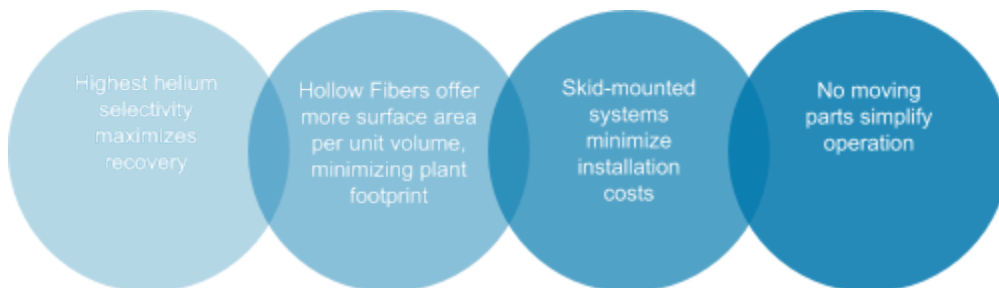 Highest helium
selectivity
maximizes
recovery
Hollow Fibers offer
more surface area
per unit volume,
minimizing plant
footprint
Skid-mounted
systems
minimize
installation
costs
No moving
parts simplify
operation